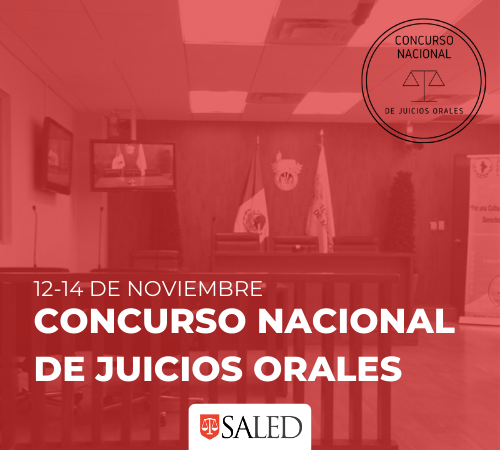 CONCURSO
NACIONAL
DE JUICIOS ORALES
12-14 DE NOVIEMBRE
CONCURSO NACIONAL
DE JUICIOS ORALES
SALED